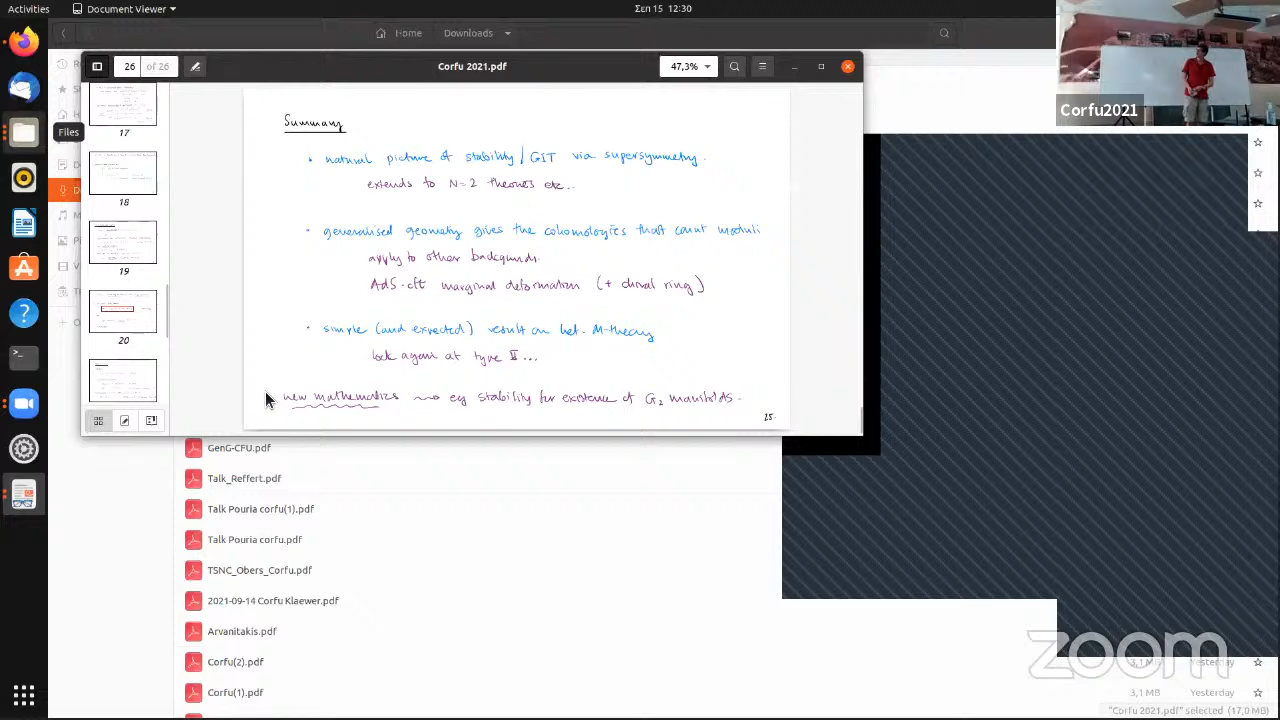 Activities
Document Viewer
Σεπ 15 12:30
Home
Downloads
26 of 26
Corfu 2021.pdf
47,3%
Corfu2021
Files
17
18
19
20
Summary
• natural picture of stability / GIT via supersymmetry.
extends to N=2 theories etc...
• generalised geometry gives the cohomologies that count moduli
apply to other backgrounds.
AdS-cft marginal deformation (+ chiral ring)
• simple (and expected) result on het. M-theory
look again at type II ...
new mathematics ⇝ eg stability for existence of G₂ manifolds.
25.
GenG-CFU.pdf
Talk_Reffert.pdf
Talk Pouria corfu(1).pdf
Talk Pouria corfu.pdf
TSNC_Obers_Corfu.pdf
2021-09-14 Corfu Klaewer.pdf
Arvanitakis.pdf
Corfu(2).pdf
3,1 MB Yesterday
Corfu(1).pdf
3,1 MB Yesterday
"Corfu 2021.pdf" selected (17,0 MB)
zoom